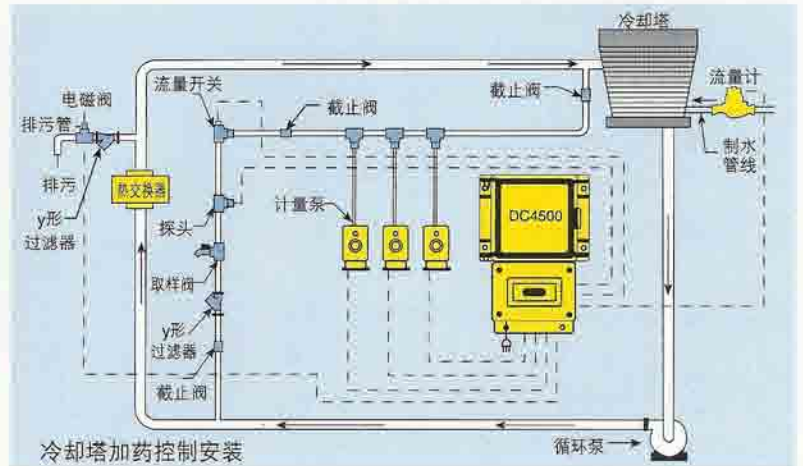 冷却塔
电磁阀
流量开关
截止阀
截止阀
流量计
排污管
制水
管线
排污
热交换器
y形
过滤器
探头
计量泵
DC4500
取样阀
y形
过滤器
截止阀
冷却塔加药控制安装
循环泵